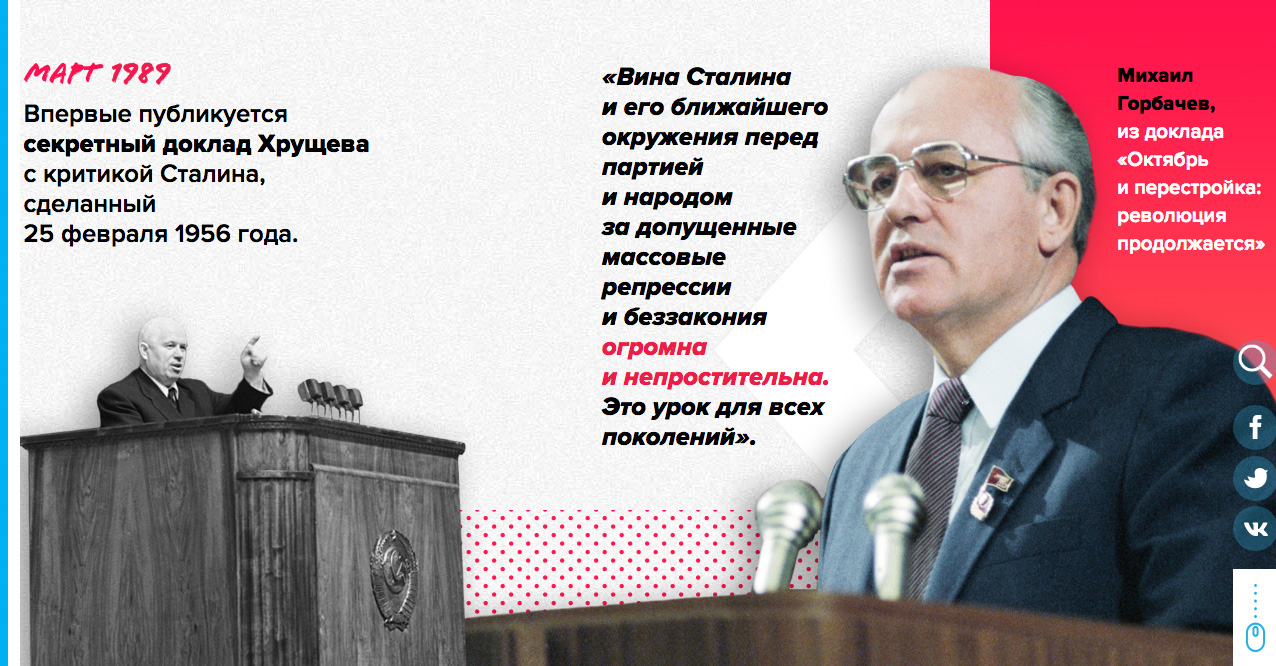 МАРТ 1989
Впервые публикуется
секретный доклад Хрущева
с критикой Сталина,
сделанный
25 февраля 1956 года.
«Вина Сталина
и его ближайшего
окружения перед
партией
и народом
за допущенные
массовые
репрессии
и беззакония
огромна
и непростительна.
Это урок для всех
поколений».
Михаил
Горбачев,
из доклада
«Октябрь
и перестройка:
революция
продолжается»